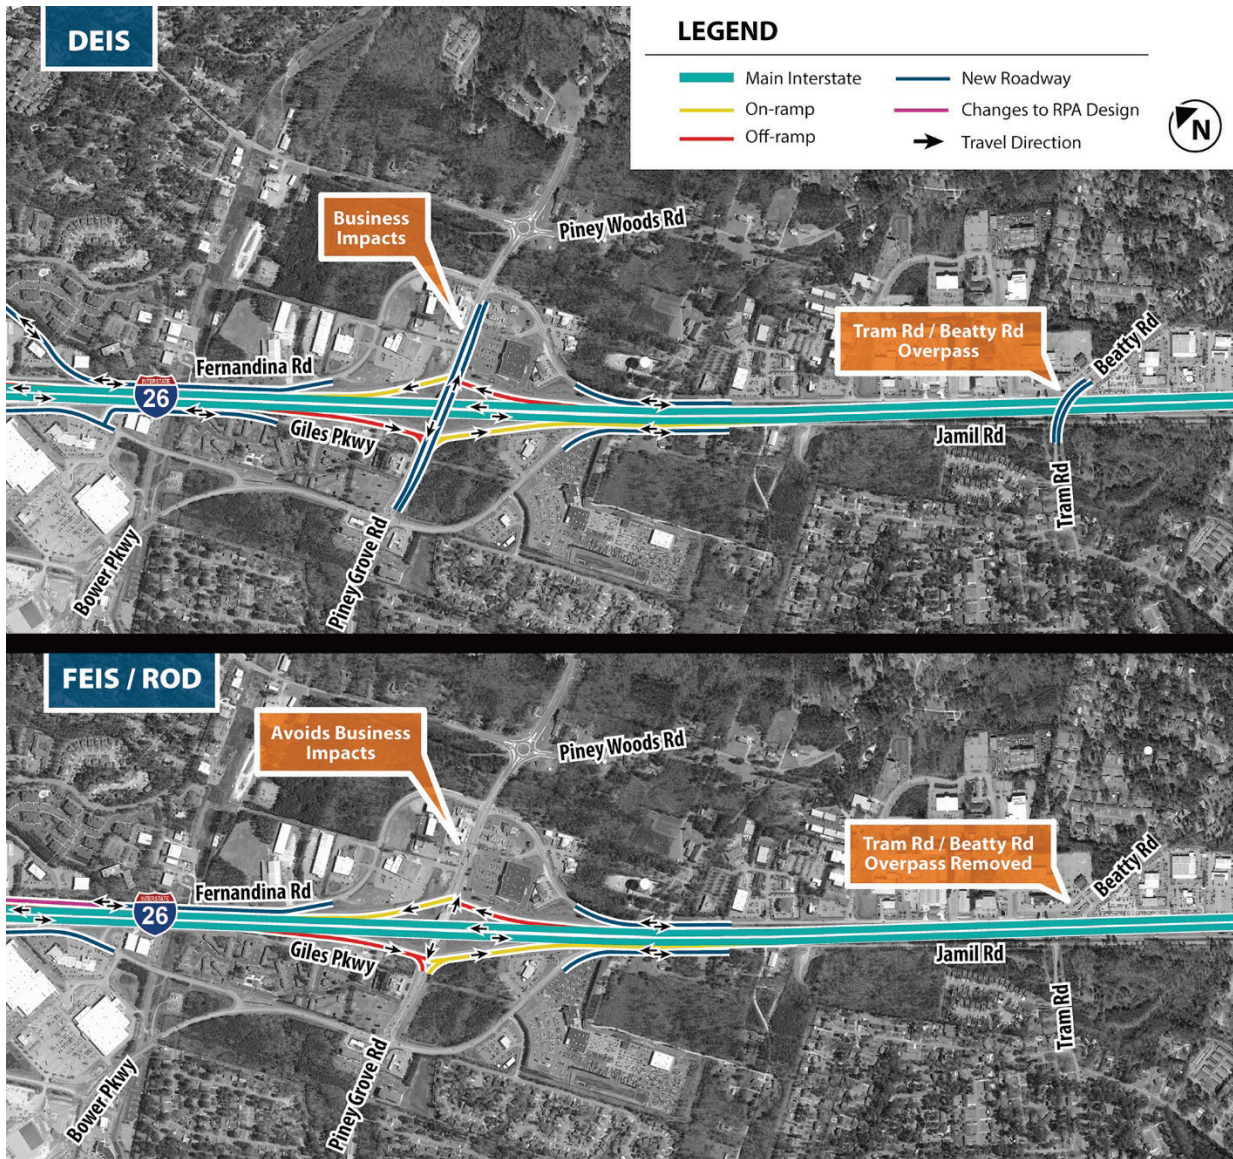 DEIS
LEGEND
Main Interstate
On-ramp
Off-ramp
New Roadway
Changes to RPA Design
Travel Direction
N
Business
Impacts
Piney Woods Rd
Tram Rd / Beatty Rd
Overpass
Beatty Rd
Fernandina Rd
INTERSTATE
26
Giles Pkwy
Jamil Rd
Tram Rd
Bower Pkwy
Piney Grove Rd
FEIS / ROD
Avoids Business
Impacts
Piney Woods Rd
Tram Rd / Beatty Rd
Overpass Removed
Beatty Rd
Fernandina Rd
INTERSTATE
26
Giles Pkwy
Jamil Rd
Tram Rd
Bower Pkwy
Piney Grove Rd